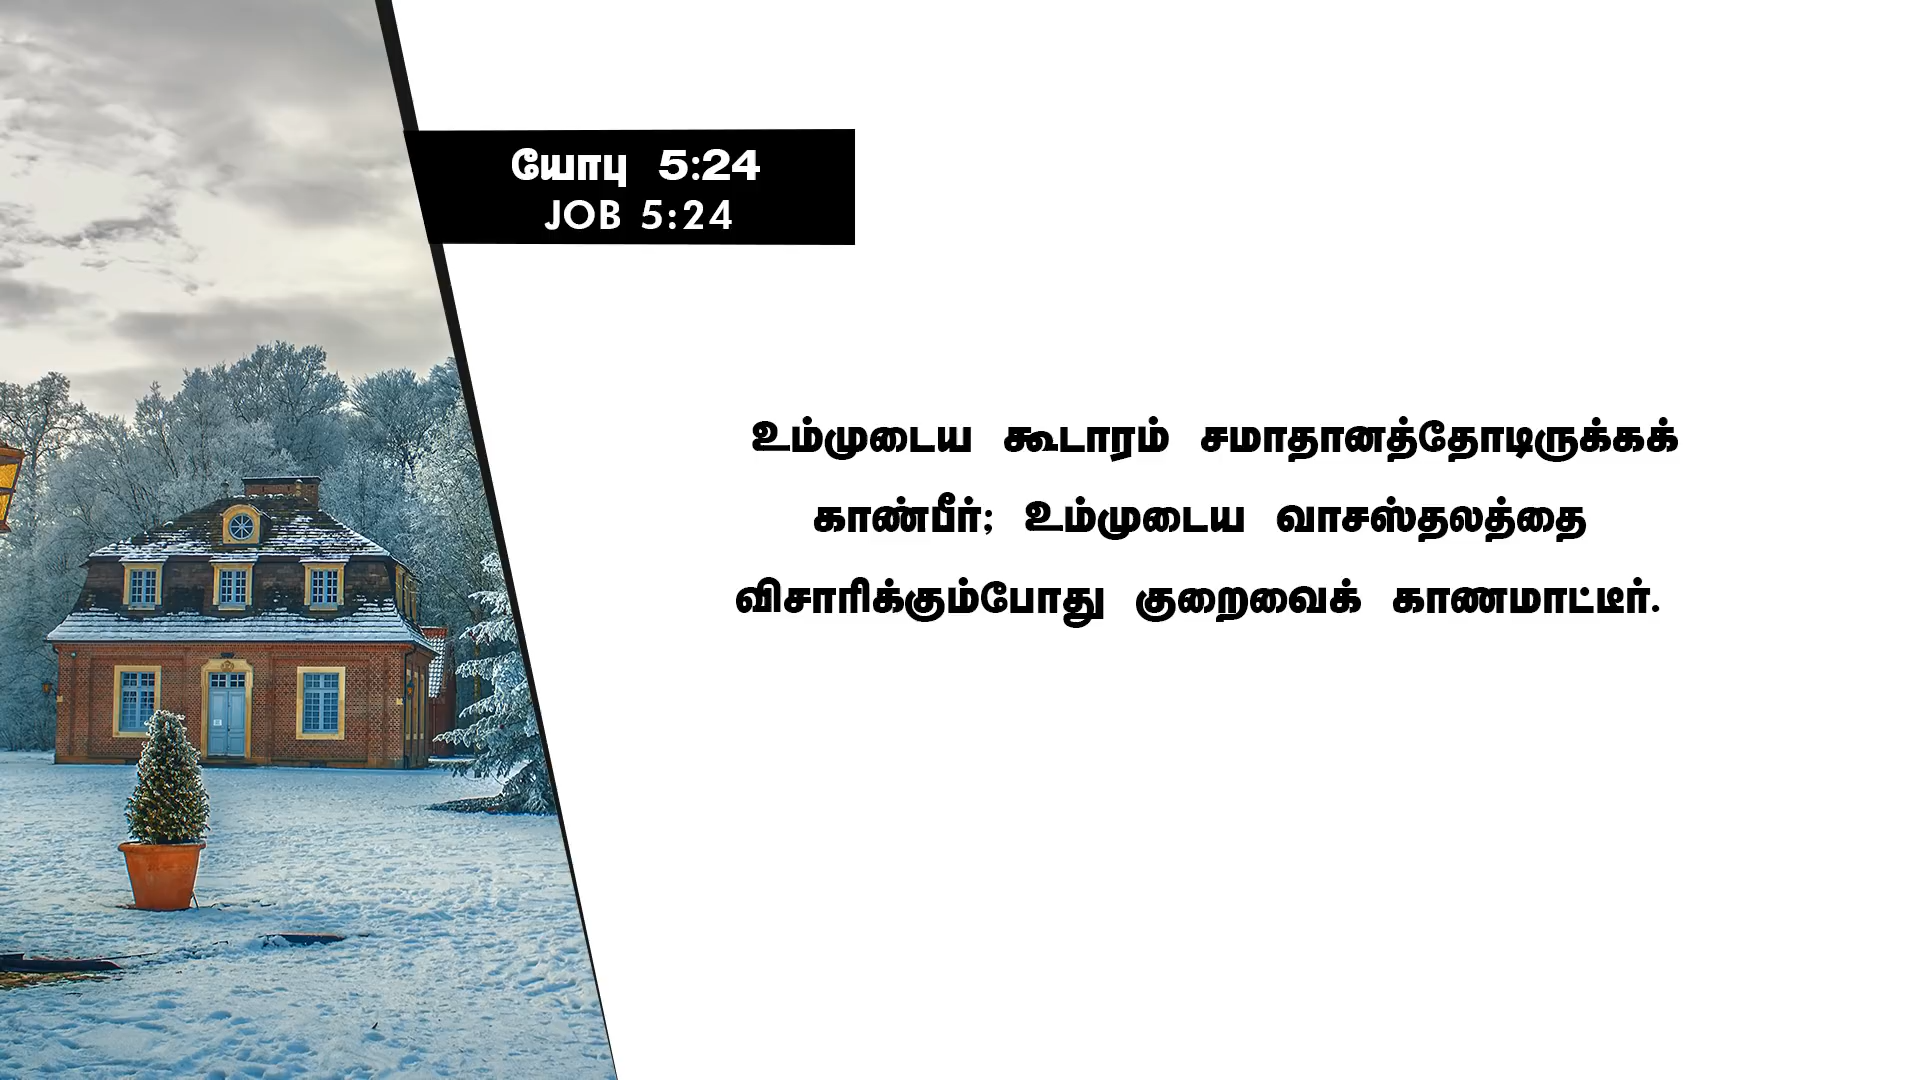 யோபு 5:24
JOB 5:24
உம்முடைய கூடாரம் சமாதானத்தோடிருக்கக்
காண்பீர்; உம்முடைய வாசஸ்தலத்தை
விசாரிக்கும்போது குறைவைக் காணமாட்டீர்.